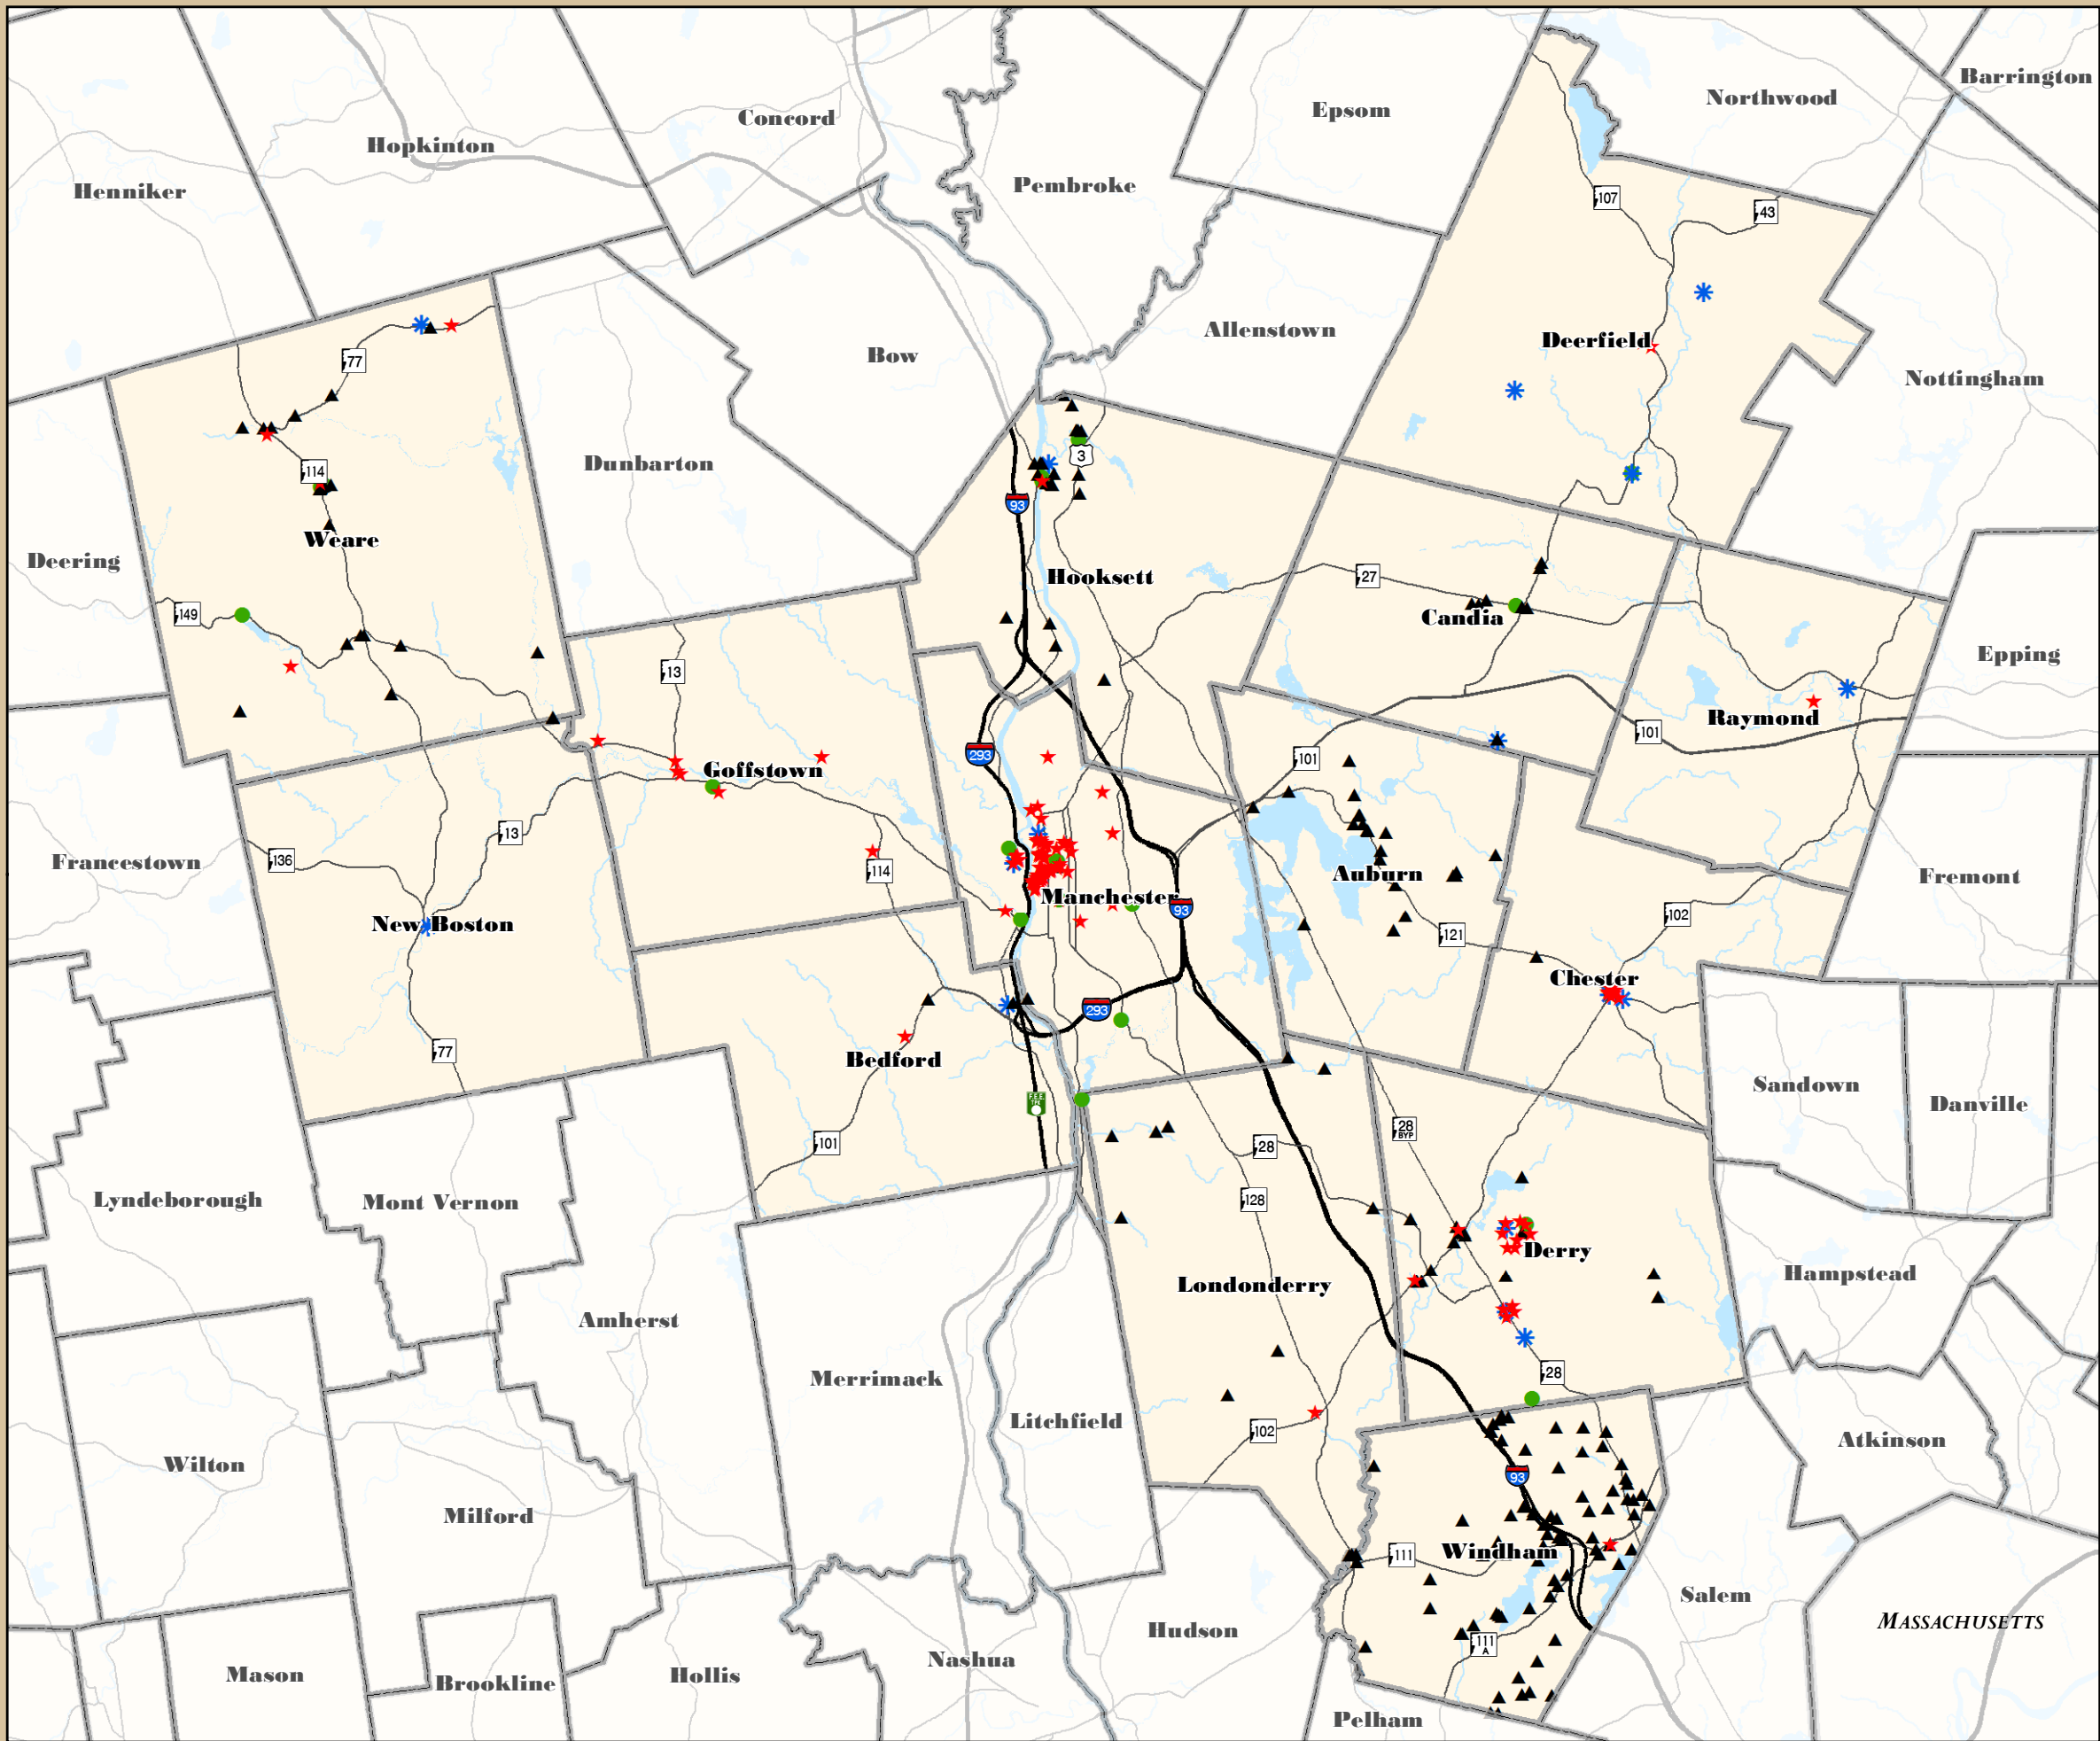 Barrington
Northwood
Epsom
Concord
Hopkinton
Pembroke
Henniker
107
43
Allenstown
Deerfield
Bow
77
Nottingham
3
Dunbarton
114
93
Weare
Deering
Hooksett
27
149
Candia
Epping
13
Raymond
101
293
101
Goffstown
13
136
Francestown
114
Auburn
Fremont
Manchester
93
102
New Boston
121
Chester
293
77
Bedford
Sandown
Danville
F.E.E.
TPK
28
BYP
101
28
Lyndeborough
Mont Vernon
128
Derry
Hampstead
Londonderry
Amherst
28
Merrimack
Litchfield
102
Atkinson
Wilton
93
Milford
111
Windham
Salem
MASSACHUSETTS
Hudson
111
A
Nashua
Mason
Brookline
Hollis
Pelham